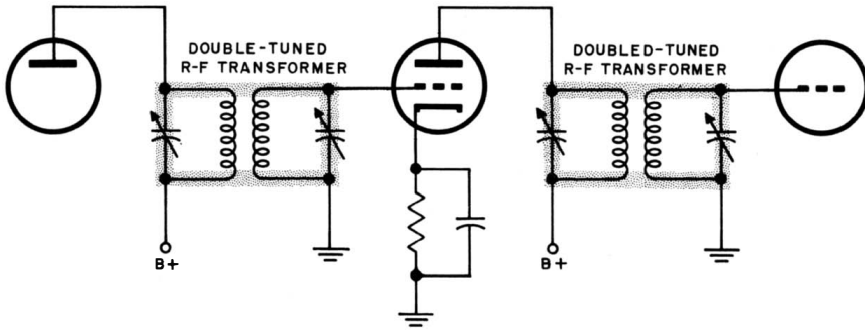 DOUBLE-TUNED
R-F TRANSFORMER
DOUBLED-TUNED
R-F TRANSFORMER
B+
B+